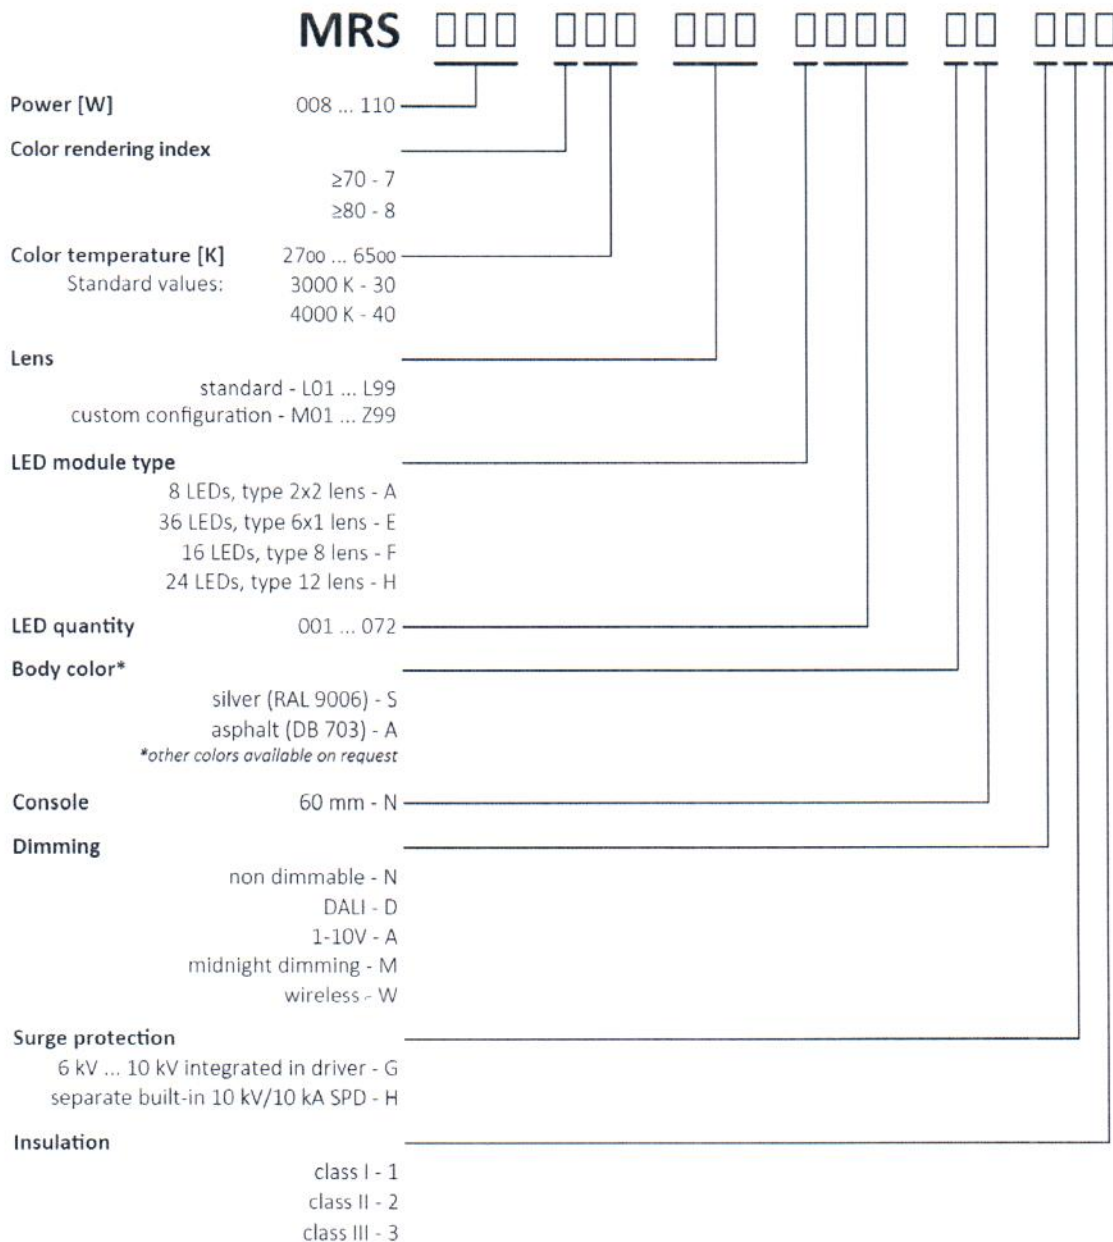 MRS □□□ □□□ □□□ □□□□ □□ □□□
Power [W] 008 ... 110
Color rendering index
≥70 - 7
≥80 - 8
Color temperature [K] 2700 ... 6500
Standard values: 3000 K - 30
4000 K - 40
Lens
standard - L01 ... L99
custom configuration - M01 ... Z99
LED module type
8 LEDs, type 2x2 lens - A
36 LEDs, type 6x1 lens - E
16 LEDs, type 8 lens - F
24 LEDs, type 12 lens - H
LED quantity 001 ... 072
Body color*
silver (RAL 9006) - S
asphalt (DB 703) - A
*other colors available on request
Console 60 mm - N
Dimming
non dimmable - N
DALI - D
1-10V - A
midnight dimming - M
wireless - W
Surge protection
6 kV ... 10 kV integrated in driver - G
separate built-in 10 kV/10 kA SPD - H
Insulation
class I - 1
class II - 2
class III - 3